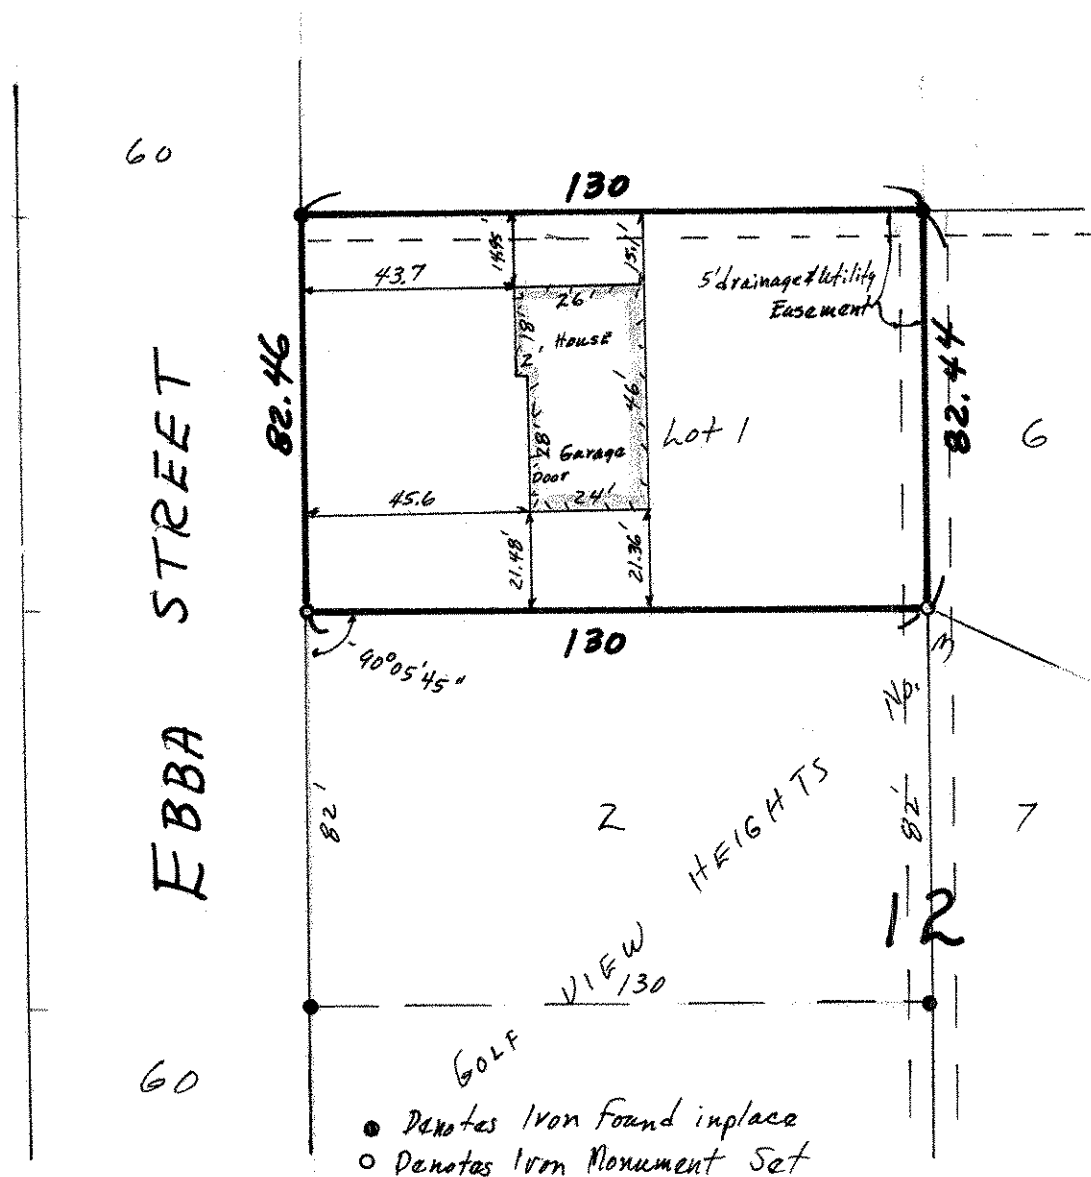 60
130
14.95'
15.1'
43.7
26'
5' drainage & Utility
Easement
18'
House
2'
82.46
46'
82.44
Lot 1
6
28'
Garage
Door
45.6
24'
21.48'
21.36'
130
90°05'45"
EBBA STREET
No. 3
82'
2
82'
7
12
GOLF VIEW HEIGHTS
130
60
Denotes Iron Found inplace
Denotes Iron Monument Set